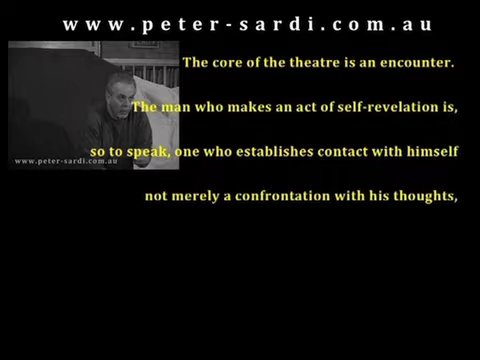 www.peter-sardi.com.au
The core of the theatre is an encounter.
The man who makes an act of self-revelation is,
so to speak, one who establishes contact with himself
www.peter-sardi.com.au
not merely a confrontation with his thoughts,